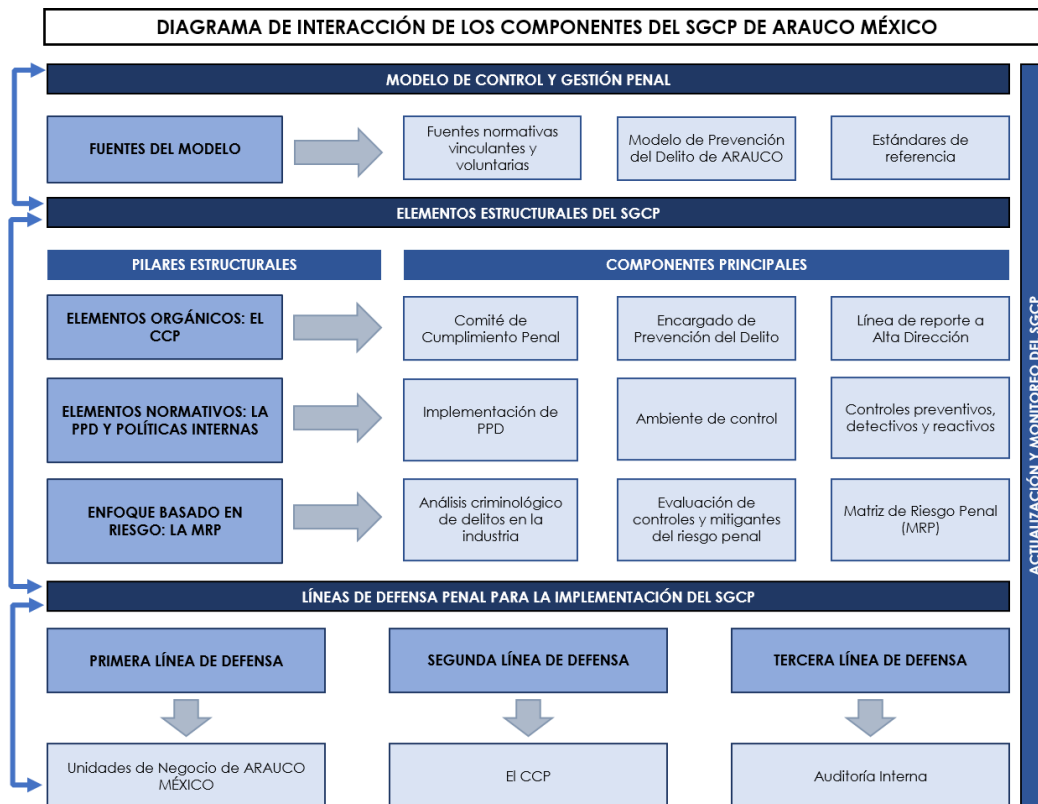 DIAGRAMA DE INTERACCIÓN DE LOS COMPONENTES DEL SGCP DE ARAUCO MÉXICO
MODELO DE CONTROL Y GESTIÓN PENAL
FUENTES DEL MODELO
Fuentes normativas
vinculantes y
voluntarias
Modelo de Prevención
del Delito de ARAUCO
Estándares de
referencia
ELEMENTOS ESTRUCTURALES DEL SGCP
PILARES ESTRUCTURALES
COMPONENTES PRINCIPALES
ELEMENTOS ORGÁNICOS: EL
CCP
Comité de
Cumplimiento Penal
Encargado de
Prevención del Delito
Línea de reporte a
Alta Dirección
ELEMENTOS NORMATIVOS: LA
PPD Y POLÍTICAS INTERNAS
Implementación de
PPD
Ambiente de control
Controles preventivos,
detectivos y reactivos
ENFOQUE BASADO EN
RIESGO: LA MRP
Análisis criminológico
de delitos en la
industria
Evaluación de
controles y mitigantes
del riesgo penal
Matriz de Riesgo Penal
(MRP)
LÍNEAS DE DEFENSA PENAL PARA LA IMPLEMENTACIÓN DEL SGCP
PRIMERA LÍNEA DE DEFENSA
SEGUNDA LÍNEA DE DEFENSA
TERCERA LÍNEA DE DEFENSA
Unidades de Negocio de ARAUCO
MÉXICO
El CCP
Auditoría Interna
ACTUALIZACIÓN Y MONITOREO DEL SGCP